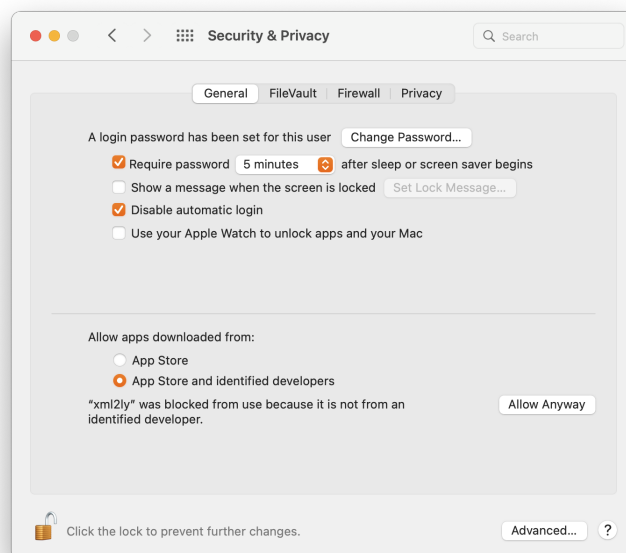 Security & Privacy
Search
General FileVault Firewall Privacy
A login password has been set for this user Change Password...
Require password 5 minutes after sleep or screen saver begins
Show a message when the screen is locked Set Lock Message...
Disable automatic login
Use your Apple Watch to unlock apps and your Mac
Allow apps downloaded from:
App Store
App Store and identified developers
“xml2ly” was blocked from use because it is not from an Allow Anyway
identified developer.
Click the lock to prevent further changes. Advanced... ?